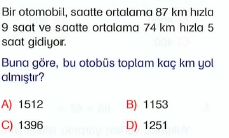 Bir otomobil, saatte ortalama 87 km hızla
9 saat ve saatte ortalama 74 km hızla 5
saat gidiyor.
Buna göre, bu otobüs toplam kaç km yol
almıştır?
A) 1512 B) 1153
C) 1396 D) 1251